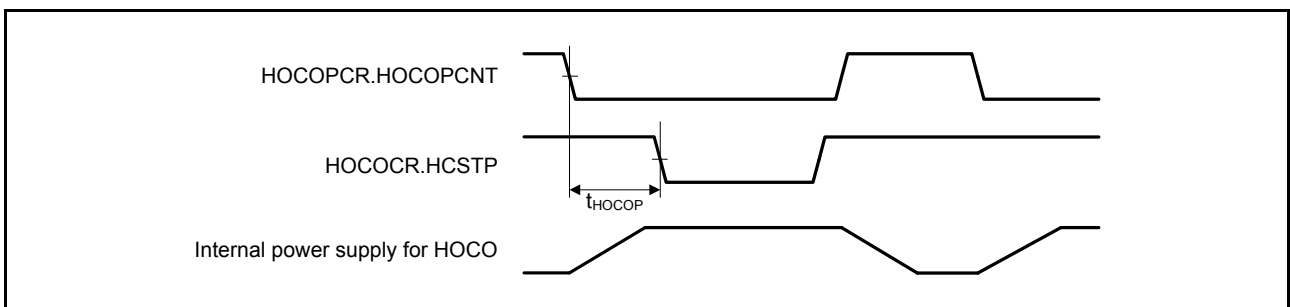 HOCOPCR.HOCOPCNT
HOCOCR.HCSTP
tHOCOP
Internal power supply for HOCO